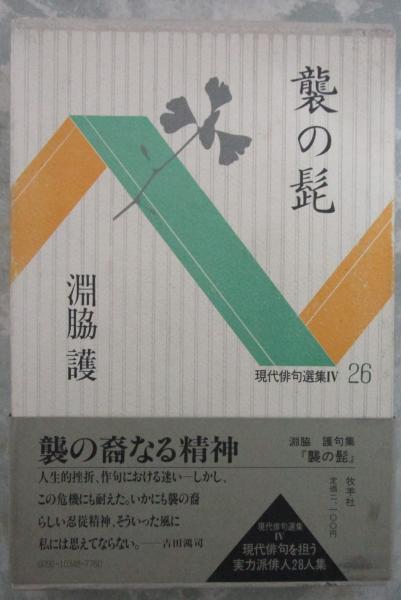 襲の髭
淵脇 護
現代俳句選集IV 26
襲の裔なる精神
人生的挫折、作句における迷い―しかし、
この危機にも耐えた。いかにも襲の裔
らしい忍従精神、そういった風に
私には思えてならない。――吉田鴻司
0092-10348-7760
淵脇 護句集
『襲の髭』
牧羊社
定価二、一〇〇円
現代俳句選集
IV
現代俳句を担う
実力派俳人28人集